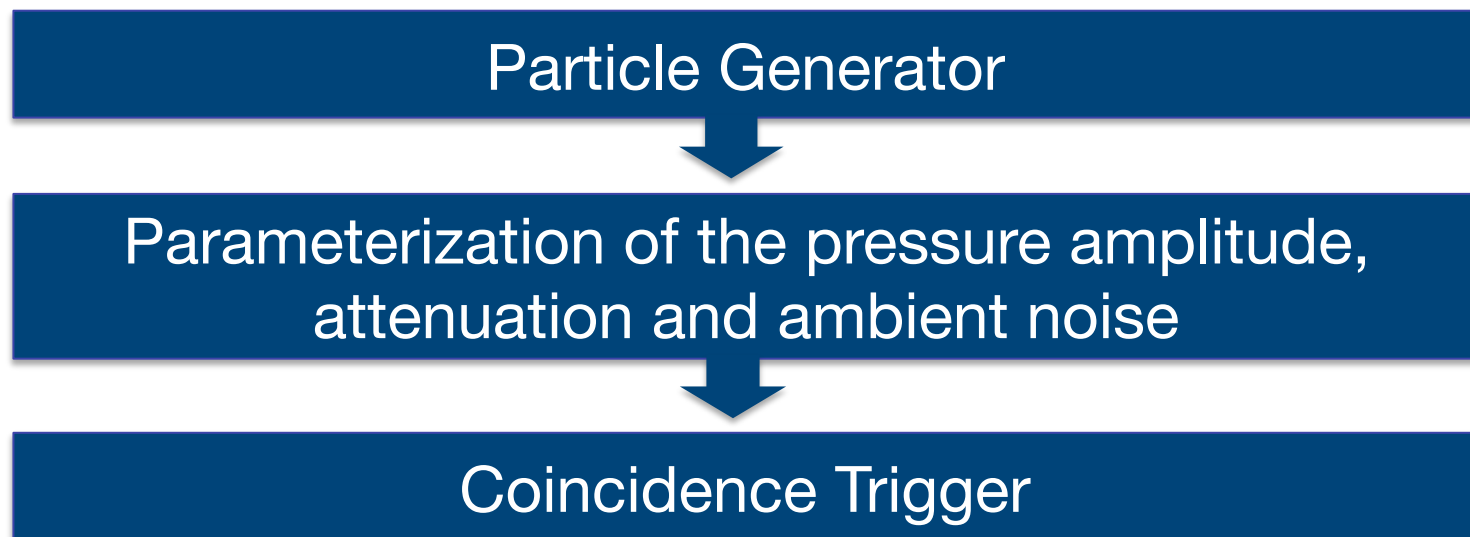 Particle Generator
Parameterization of the pressure amplitude,
attenuation and ambient noise
Coincidence Trigger